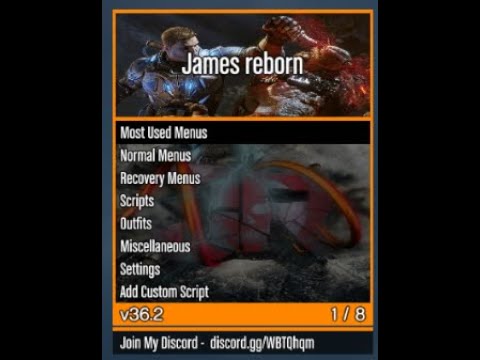 James reborn
Most Used Menus
Normal Menus
Recovery Menus
Scripts
Outfits
Miscellaneous
Settings
Add Custom Script
v36.2 1 / 8
Join My Discord - discord.gg/WBTQhqm